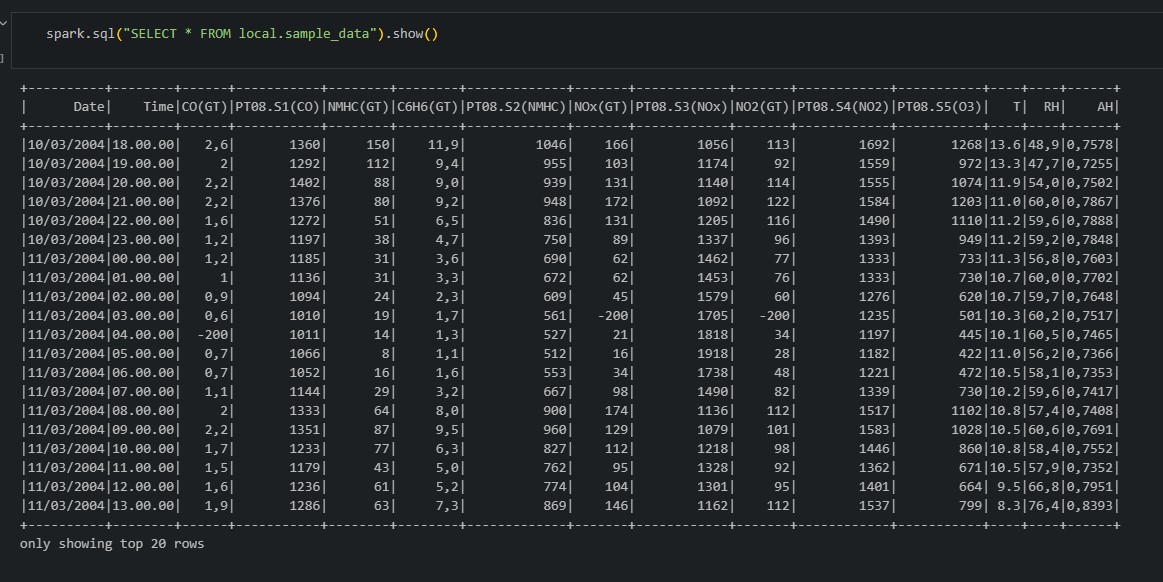 spark.sql("SELECT * FROM local.sample_data").show()
+----------+--------+------+-----------+--------+--------+-------------+-------+------------+-------+------------+-----------+----+----+------+
|      Date|    Time|CO(GT)|PT08.S1(CO)|NMHC(GT)|C6H6(GT)|PT08.S2(NMHC)|NOx(GT)|PT08.S3(NOx)|NO2(GT)|PT08.S4(NO2)|PT08.S5(O3)|   T|  RH|    AH|
+----------+--------+------+-----------+--------+--------+-------------+-------+------------+-------+------------+-----------+----+----+------+
|10/03/2004|18.00.00|   2,6|       1360|     150|    11,9|         1046|    166|        1056|    113|        1692|       1268|13.6|48,9|0,7578|
|10/03/2004|19.00.00|     2|       1292|     112|     9,4|          955|    103|        1174|     92|        1559|        972|13.3|47,7|0,7255|
|10/03/2004|20.00.00|   2,2|       1402|      88|     9,0|          939|    131|        1140|    114|        1555|       1074|11.9|54,0|0,7502|
|10/03/2004|21.00.00|   2,2|       1376|      80|     9,2|          948|    172|        1092|    122|        1584|       1203|11.0|60,0|0,7867|
|10/03/2004|22.00.00|   1,6|       1272|      51|     6,5|          836|    131|        1205|    116|        1490|       1110|11.2|59,6|0,7888|
|10/03/2004|23.00.00|   1,2|       1197|      38|     4,7|          750|     89|        1337|     96|        1393|        949|11.2|59,2|0,7848|
|11/03/2004|00.00.00|   1,2|       1185|      31|     3,6|          690|     62|        1462|     77|        1333|        733|11.3|56,8|0,7603|
|11/03/2004|01.00.00|     1|       1136|      31|     3,3|          672|     62|        1453|     76|        1333|        730|10.7|60,0|0,7702|
|11/03/2004|02.00.00|   0,9|       1094|      24|     2,3|          609|     45|        1579|     60|        1276|        620|10.7|59,7|0,7648|
|11/03/2004|03.00.00|   0,6|       1010|      19|     1,7|          561|   -200|        1705|   -200|        1235|        501|10.3|60,2|0,7517|
|11/03/2004|04.00.00|  -200|       1011|      14|     1,3|          527|     21|        1818|     34|        1197|        445|10.1|60,5|0,7465|
|11/03/2004|05.00.00|   0,7|       1066|       8|     1,1|          512|     16|        1918|     28|        1182|        422|11.0|56,2|0,7366|
|11/03/2004|06.00.00|   0,7|       1052|      16|     1,6|          553|     34|        1738|     48|        1221|        472|10.5|58,1|0,7353|
|11/03/2004|07.00.00|   1,1|       1144|      29|     3,2|          667|     98|        1490|     82|        1339|        730|10.2|59,6|0,7417|
|11/03/2004|08.00.00|     2|       1333|      64|     8,0|          900|    174|        1136|    112|        1517|       1102|10.8|57,4|0,7408|
|11/03/2004|09.00.00|   2,2|       1351|      87|     9,5|          960|    129|        1079|    101|        1583|       1028|10.5|60,6|0,7691|
|11/03/2004|10.00.00|   1,7|       1233|      77|     6,3|          827|    112|        1218|     98|        1446|        860|10.8|58,4|0,7552|
|11/03/2004|11.00.00|   1,5|       1179|      43|     5,0|          762|     95|        1328|     92|        1362|        671|10.5|57,9|0,7352|
|11/03/2004|12.00.00|   1,6|       1236|      61|     5,2|          774|    104|        1301|     95|        1401|        664| 9.5|66,8|0,7951|
|11/03/2004|13.00.00|   1,9|       1286|      63|     7,3|          869|    146|        1162|    112|        1537|        799| 8.3|76,4|0,8393|
+----------+--------+------+-----------+--------+--------+-------------+-------+------------+-------+------------+-----------+----+----+------+
only showing top 20 rows